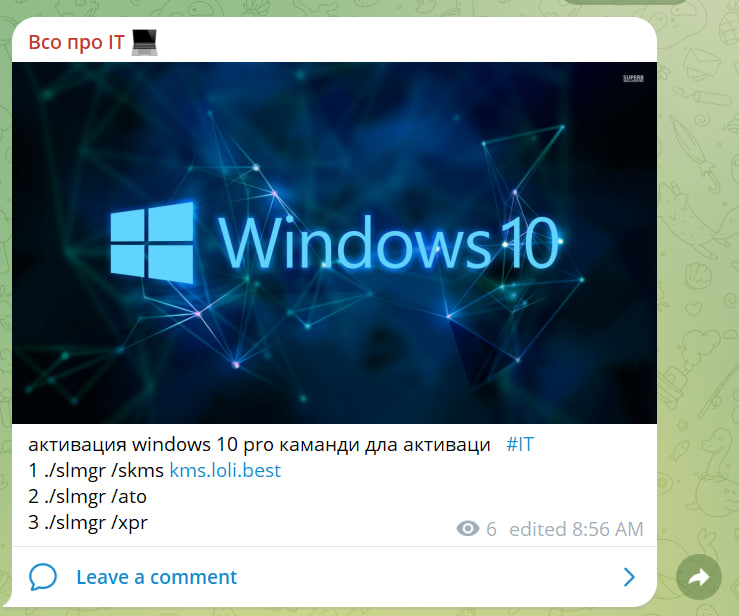 Всо про IT
SUPERB
WALLPAPERS
Windows 10
активация windows 10 pro каманди дла активаци #IT
1 ./slmgr /skms kms.loli.best
2 ./slmgr /ato
3 ./slmgr /xpr
6 edited 8:56 AM
Leave a comment